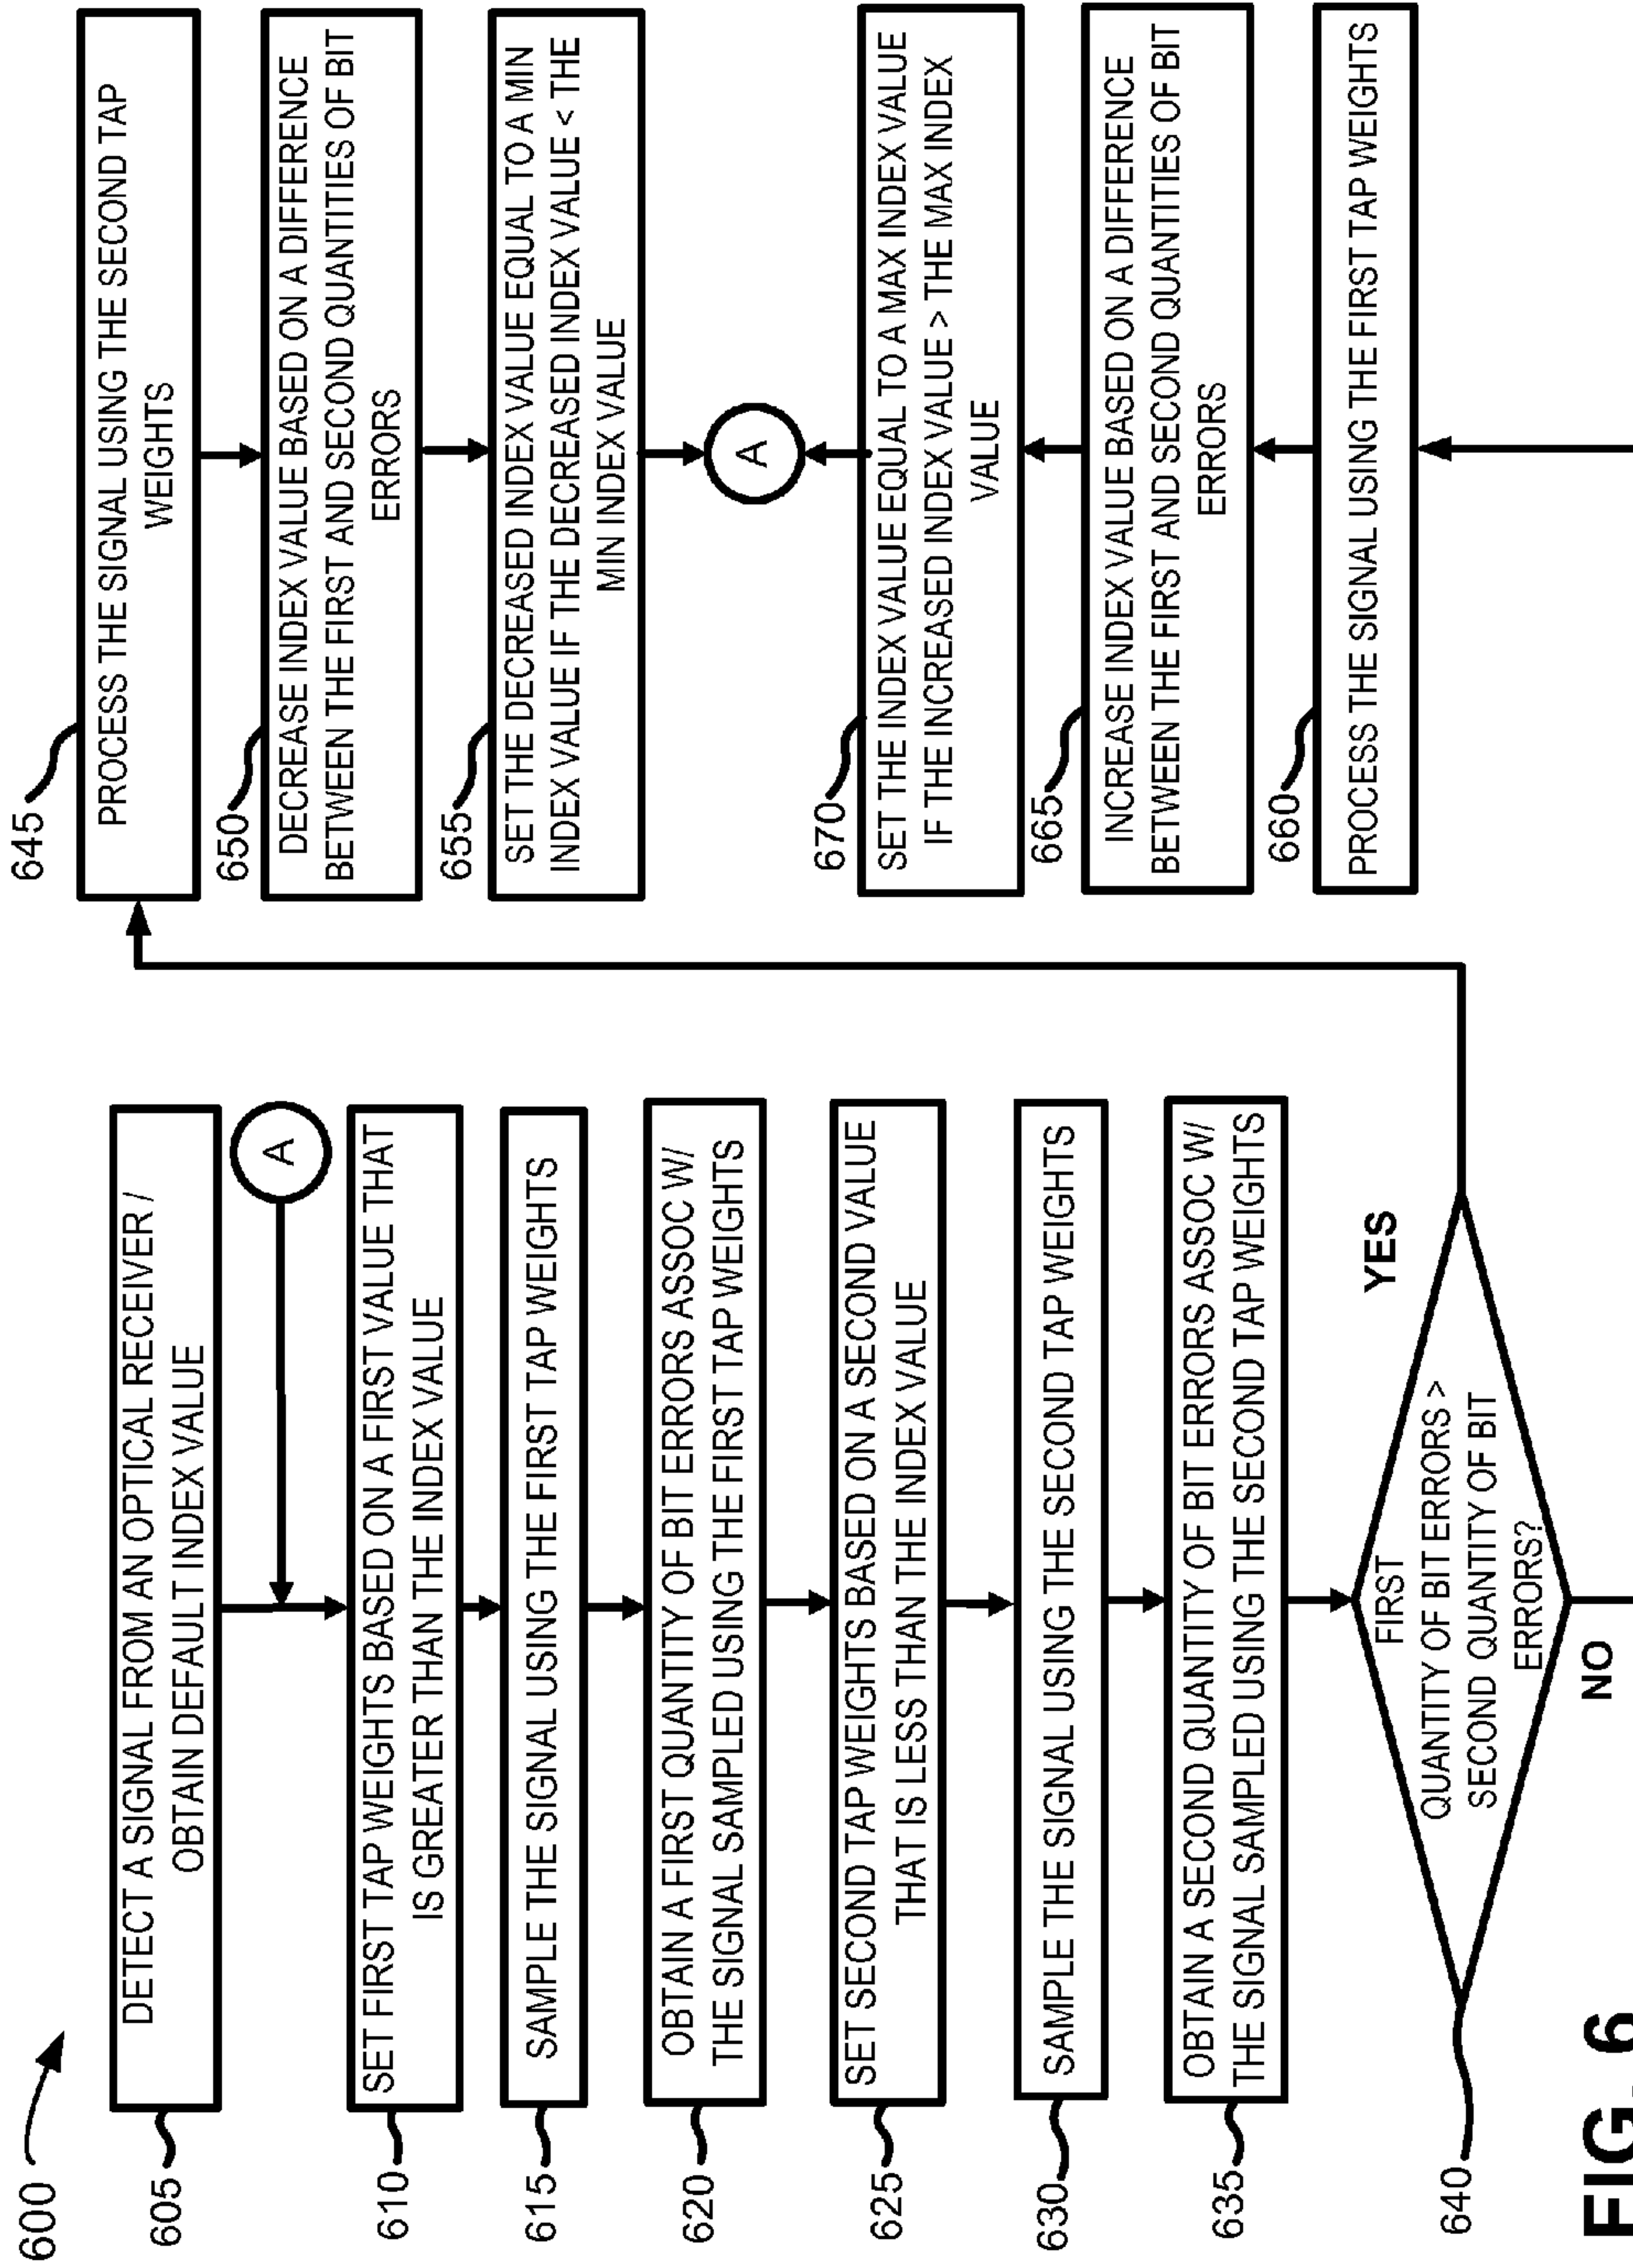 600
605
DETECT A SIGNAL FROM AN OPTICAL RECEIVER /
OBTAIN DEFAULT INDEX VALUE
A
610
SET FIRST TAP WEIGHTS BASED ON A FIRST VALUE THAT
IS GREATER THAN THE INDEX VALUE
615
SAMPLE THE SIGNAL USING THE FIRST TAP WEIGHTS
620
OBTAIN A FIRST QUANTITY OF BIT ERRORS ASSOC W/
THE SIGNAL SAMPLED USING THE FIRST TAP WEIGHTS
625
SET SECOND TAP WEIGHTS BASED ON A SECOND VALUE
THAT IS LESS THAN THE INDEX VALUE
630
SAMPLE THE SIGNAL USING THE SECOND TAP WEIGHTS
635
OBTAIN A SECOND QUANTITY OF BIT ERRORS ASSOC W/
THE SIGNAL SAMPLED USING THE SECOND TAP WEIGHTS
640
FIRST
QUANTITY OF BIT ERRORS >
SECOND QUANTITY OF BIT
ERRORS?
YES
NO
645
PROCESS THE SIGNAL USING THE SECOND TAP
WEIGHTS
650
DECREASE INDEX VALUE BASED ON A DIFFERENCE
BETWEEN THE FIRST AND SECOND QUANTITIES OF BIT
ERRORS
655
SET THE DECREASED INDEX VALUE EQUAL TO A MIN
INDEX VALUE IF THE DECREASED INDEX VALUE < THE
MIN INDEX VALUE
A
670
SET THE INDEX VALUE EQUAL TO A MAX INDEX VALUE
IF THE INCREASED INDEX VALUE > THE MAX INDEX
VALUE
665
INCREASE INDEX VALUE BASED ON A DIFFERENCE
BETWEEN THE FIRST AND SECOND QUANTITIES OF BIT
ERRORS
660
PROCESS THE SIGNAL USING THE FIRST TAP WEIGHTS
FIG. 6